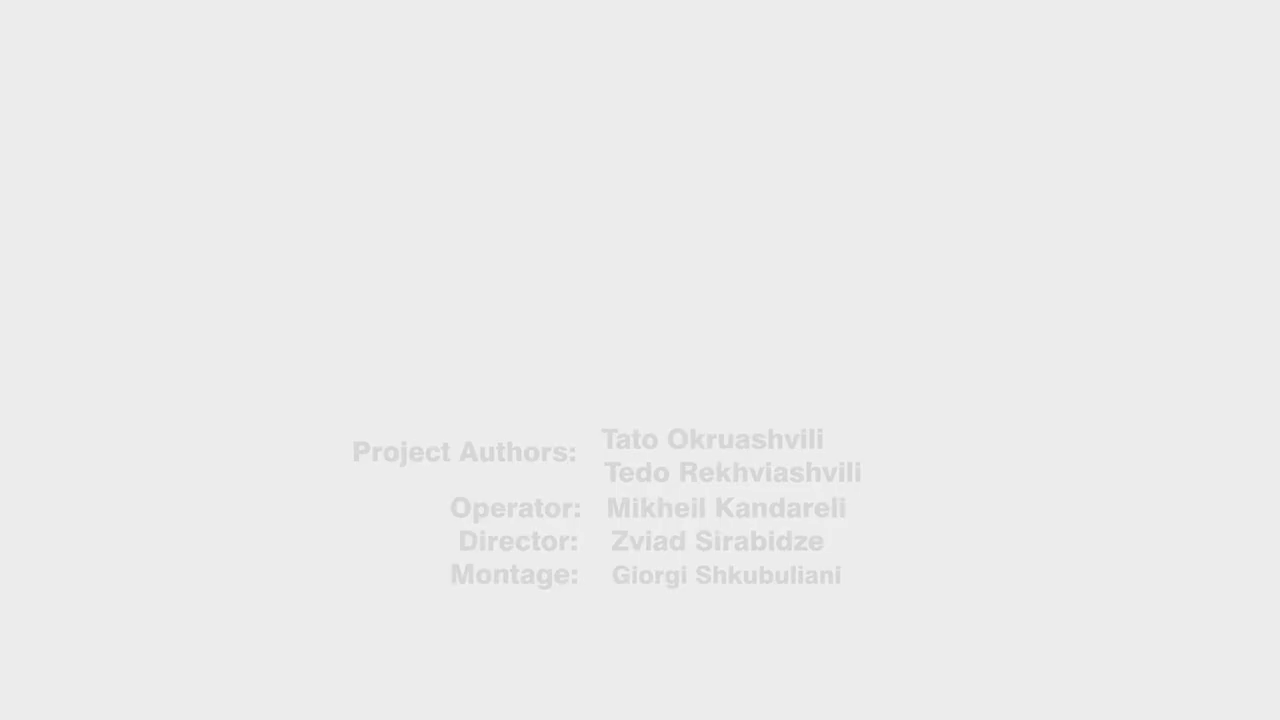 Project Authors: Tato Okruashvili
Tedo Rekhviashvili
Operator: Mikheil Kandareli
Director: Zviad Sirabidze
Montage: Giorgi Shkubuliani